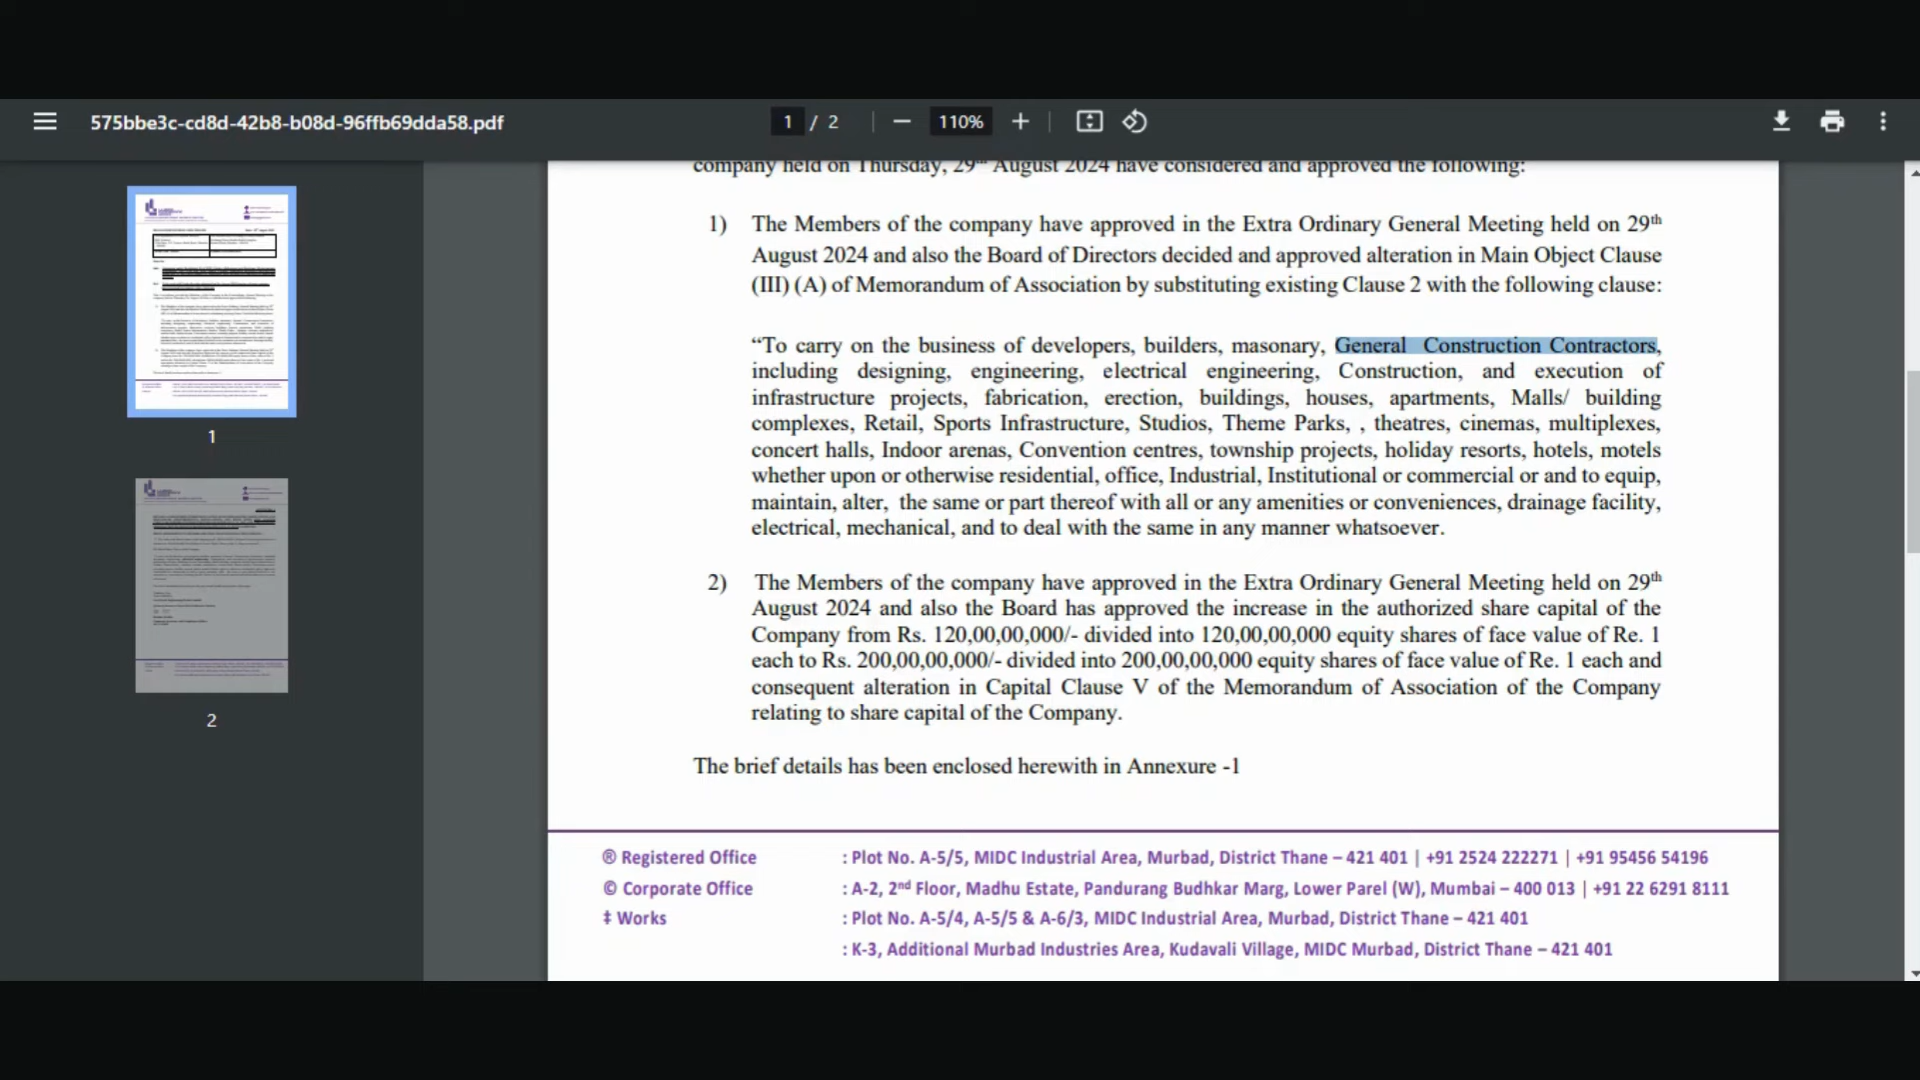 575bbe3c-cd8d-42b8-b08d-96ffb69dda58.pdf
1 / 2
110%
1
2
company held on Thursday, 29th August 2024 have considered and approved the following:
1) The Members of the company have approved in the Extra Ordinary General Meeting held on 29th
August 2024 and also the Board of Directors decided and approved alteration in Main Object Clause
(III) (A) of Memorandum of Association by substituting existing Clause 2 with the following clause:
“To carry on the business of developers, builders, masonary, General Construction Contractors,
including designing, engineering, electrical engineering, Construction, and execution of
infrastructure projects, fabrication, erection, buildings, houses, apartments, Malls/ building
complexes, Retail, Sports Infrastructure, Studios, Theme Parks, , theatres, cinemas, multiplexes,
concert halls, Indoor arenas, Convention centres, township projects, holiday resorts, hotels, motels
whether upon or otherwise residential, office, Industrial, Institutional or commercial or and to equip,
maintain, alter, the same or part thereof with all or any amenities or conveniences, drainage facility,
electrical, mechanical, and to deal with the same in any manner whatsoever.
2) The Members of the company have approved in the Extra Ordinary General Meeting held on 29th
August 2024 and also the Board has approved the increase in the authorized share capital of the
Company from Rs. 120,00,00,000/- divided into 120,00,00,000 equity shares of face value of Re. 1
each to Rs. 200,00,00,000/- divided into 200,00,00,000 equity shares of face value of Re. 1 each and
consequent alteration in Capital Clause V of the Memorandum of Association of the Company
relating to share capital of the Company.
The brief details has been enclosed herewith in Annexure -1
® Registered Office : Plot No. A-5/5, MIDC Industrial Area, Murbad, District Thane – 421 401 | +91 2524 222271 | +91 95456 54196
© Corporate Office : A-2, 2nd Floor, Madhu Estate, Pandurang Budhkar Marg, Lower Parel (W), Mumbai – 400 013 | +91 22 6291 8111
‡ Works : Plot No. A-5/4, A-5/5 & A-6/3, MIDC Industrial Area, Murbad, District Thane – 421 401
: K-3, Additional Murbad Industries Area, Kudavali Village, MIDC Murbad, District Thane – 421 401